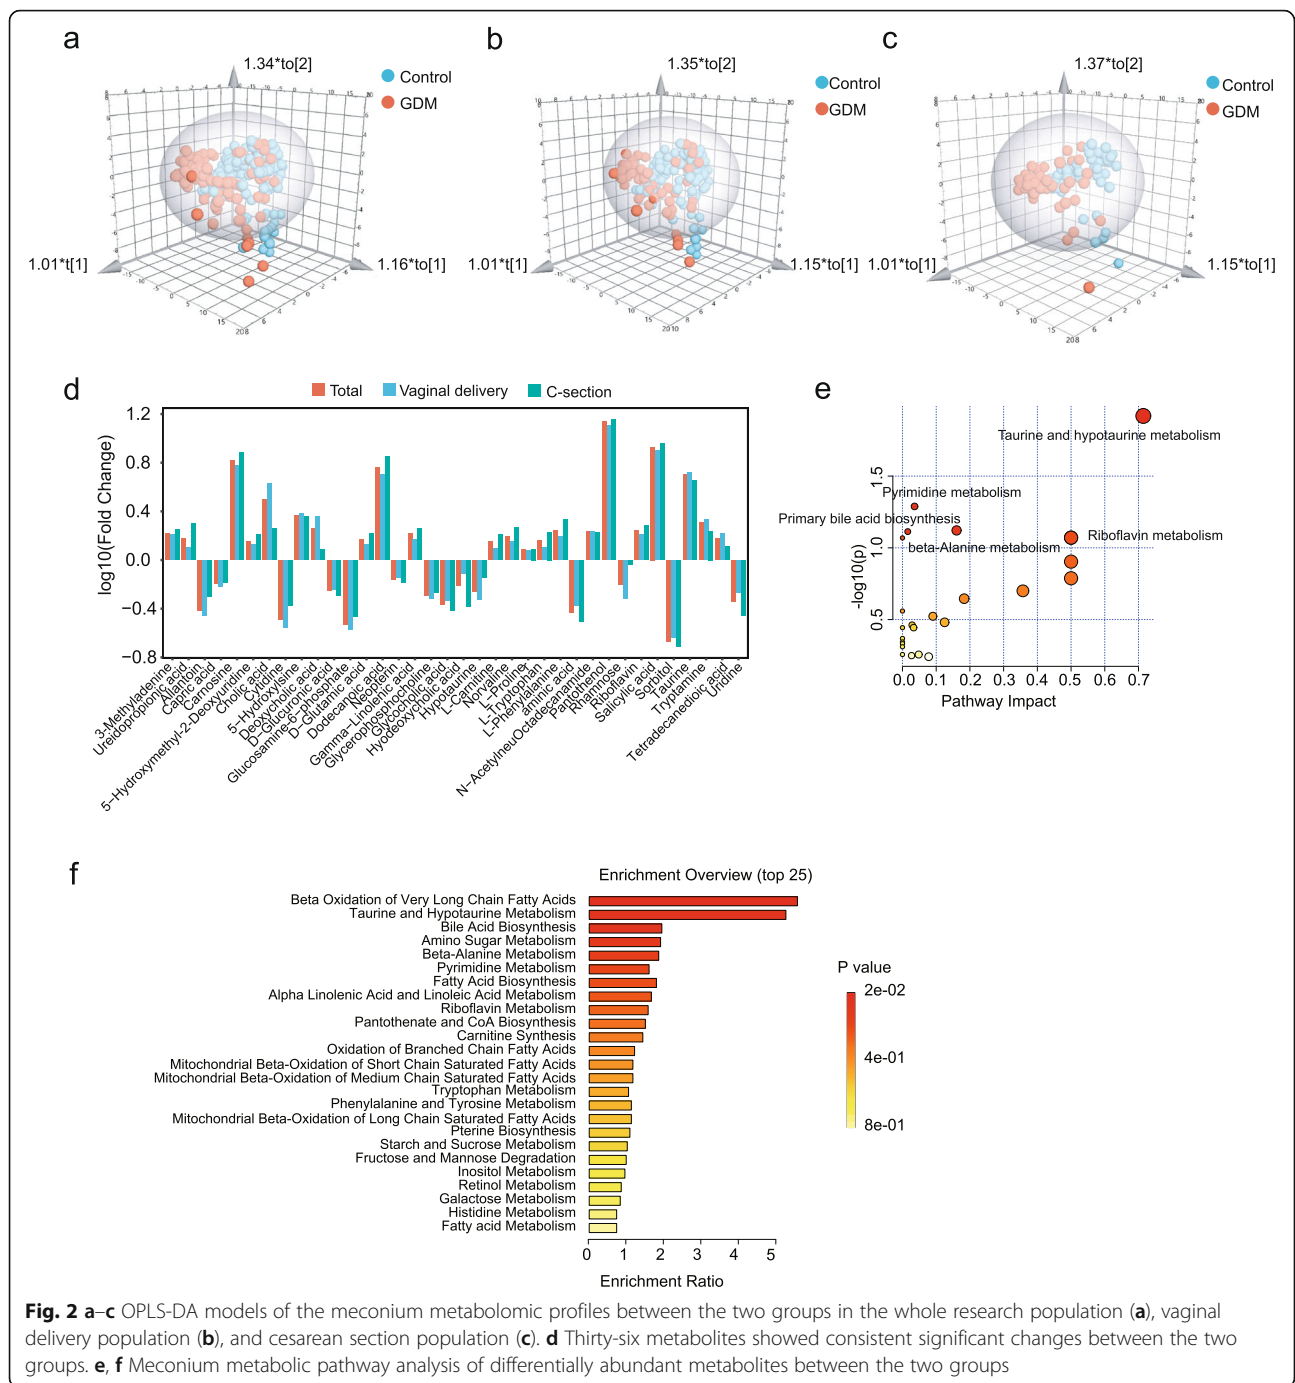 a
1.34*to[2]
Control
GDM
1.01*t[1]
1.16*to[1]
b
1.35*to[2]
Control
GDM
1.01*t[1]
1.15*to[1]
c
1.37*to[2]
Control
GDM
1.01*to[1]
1.15*to[1]
d
Total
Vaginal delivery
C-section
log10(Fold Change)
1.2
0.8
0.4
0.0
−0.4
−0.8
3-Methyladenine
Ureidopropionic acid
Allantoin
Capric acid
Carnosine
5−Hydroxymethyl-2-Deoxyuridine
Cholic acid
Cytidine
5−Hydroxylsine
Deoxycholic acid
D−Glucuronic acid
Glucosamine-6−phosphate
D−Glutamic acid
Dodecanoic acid
Neopterin
Gamma−Linolenic acid
Glycerophosphocholine
Glycocholic acid
Hyodeoxycholic acid
Hypotaurine
L-Carnitine
Norvaline
L−Proliner
L-Tryptophan
L-Phenylalanine
N−AcetylneuOctadecanamide
aminic acid
Pantothenol
Rhamnose
Riboflavin
Salicylic acid
Sorbitol
Taurine
Tryptamine
Tetradecanedioic acid
Uridine
e
Taurine and hypotaurine metabolism
Pyrimidine metabolism
Primary bile acid biosynthesis
Riboflavin metabolism
beta-Alanine metabolism
-log10(p)
1.5
1.0
0.5
0.0 0.1 0.2 0.3 0.4 0.5 0.6 0.7
Pathway Impact
f
Enrichment Overview (top 25)
Beta Oxidation of Very Long Chain Fatty Acids
Taurine and Hypotaurine Metabolism
Bile Acid Biosynthesis
Amino Sugar Metabolism
Beta-Alanine Metabolism
Pyrimidine Metabolism
Fatty Acid Biosynthesis
Alpha Linolenic Acid and Linoleic Acid Metabolism
Riboflavin Metabolism
Pantothenate and CoA Biosynthesis
Carnitine Synthesis
Oxidation of Branched Chain Fatty Acids
Mitochondrial Beta-Oxidation of Short Chain Saturated Fatty Acids
Mitochondrial Beta-Oxidation of Medium Chain Saturated Fatty Acids
Tryptophan Metabolism
Phenylalanine and Tyrosine Metabolism
Mitochondrial Beta-Oxidation of Long Chain Saturated Fatty Acids
Pterine Biosynthesis
Starch and Sucrose Metabolism
Fructose and Mannose Degradation
Inositol Metabolism
Retinol Metabolism
Galactose Metabolism
Histidine Metabolism
Fatty acid Metabolism
0 1 2 3 4 5
Enrichment Ratio
P value
2e-02
4e-01
8e-01
Fig. 2 a–c OPLS-DA models of the meconium metabolomic profiles between the two groups in the whole research population (a), vaginal
delivery population (b), and cesarean section population (c). d Thirty-six metabolites showed consistent significant changes between the two
groups. e, f Meconium metabolic pathway analysis of differentially abundant metabolites between the two groups